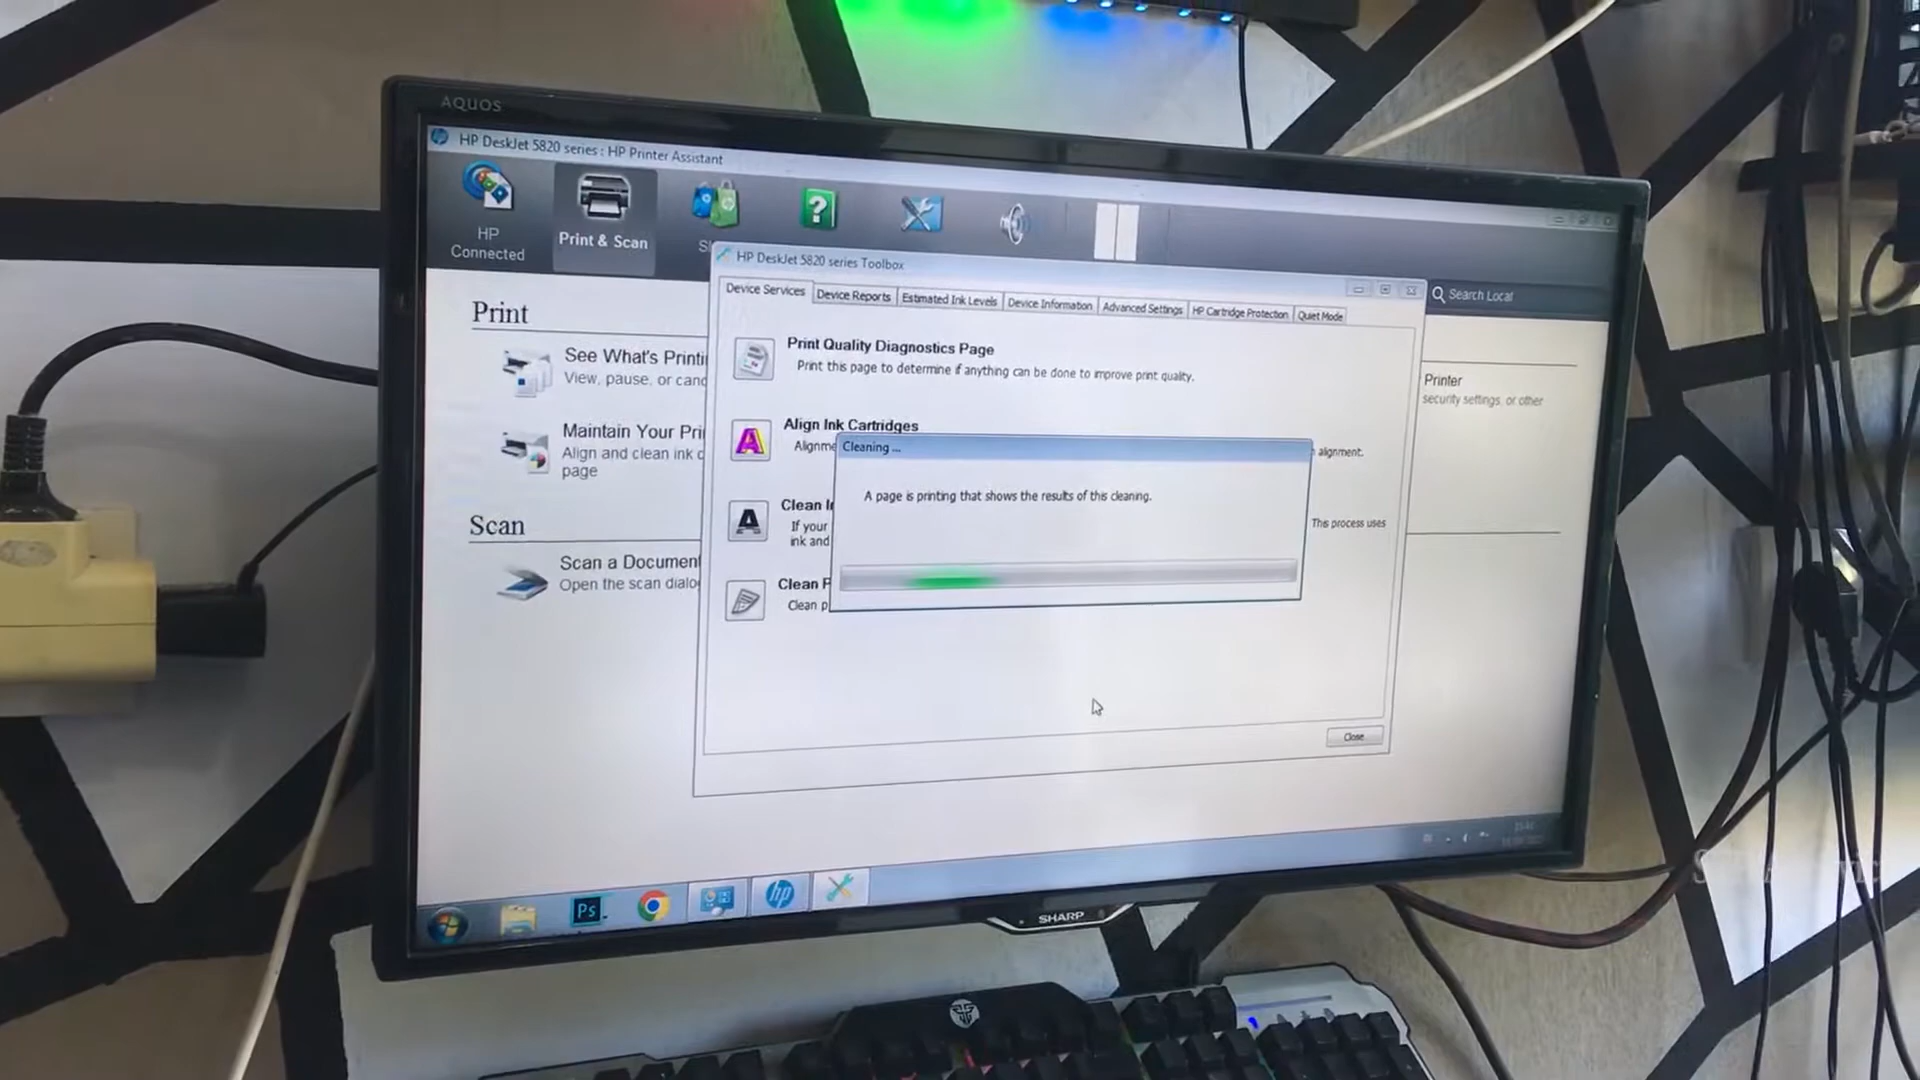 AQUOS
HP DeskJet 5820 series : HP Printer Assistant
HP Connected
Print & Scan
HP DeskJet 5820 series Toolbox
Search
Device Services
Device Reports
Estimated Ink Levels
Device Information
Advanced Settings
HP Cartridge Protection
Quiet Mode
Print
See What's Printi
View, pause, or canc
Maintain Your Pri
Align and clean ink c
page
Scan
Scan a Document
Open the scan dialo
Print Quality Diagnostics Page
Print this page to determine if anything can be done to improve print quality.
Align Ink Cartridges
Alignme
alignment.
Cleaning ...
A page is printing that shows the results of this cleaning.
Clean I
If your
ink and
This process uses
Clean P
Clean p
Printer
security settings, or other
Close
Ps
hp
SHARP